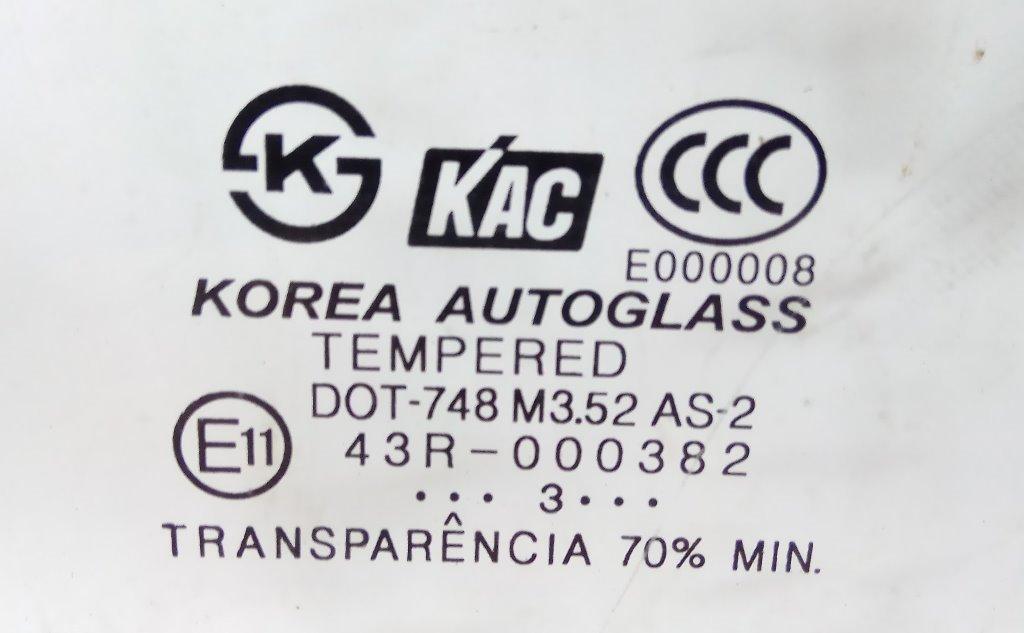 K
KAC
CCC
E000008
KOREA AUTOGLASS
TEMPERED
DOT-748 M3.52 AS-2
E11
43R-000382
••• 3•••
TRANSPARÊNCIA 70% MIN.